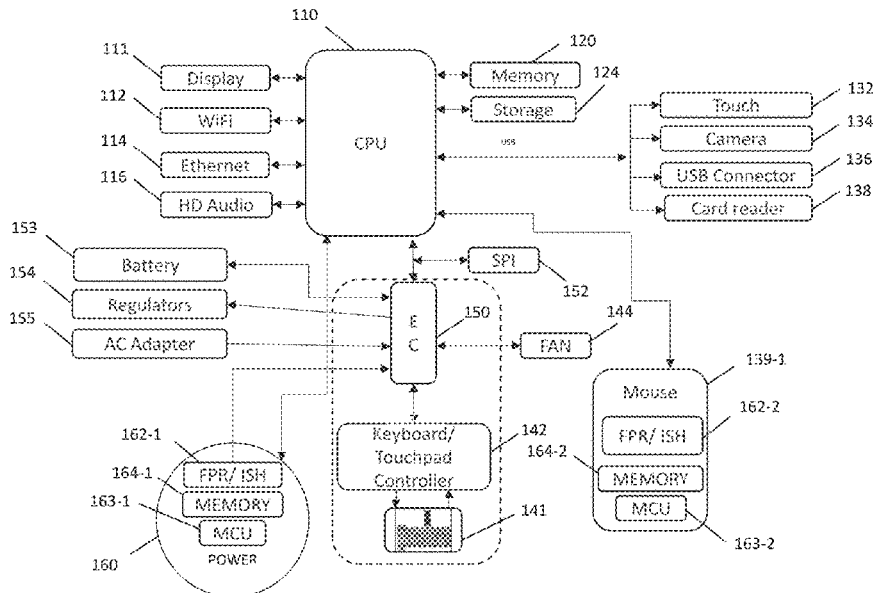 110
111
120
Display
Memory
124
112
132
Storage
Touch
WiFi
134
114
CPU
USB
Camera
Ethernet
136
116
USB Connector
HD Audio
138
Card reader
153
Battery
SPI
154
152
Regulators
E
C
150
144
155
AC Adapter
FAN
139-1
Mouse
162-1
142
162-2
Keyboard/
Touchpad
Controller
FPR/ ISH
164-1
FPR/ ISH
164-2
MEMORY
MEMORY
163-1
MCU
141
MCU
POWER
160
163-2